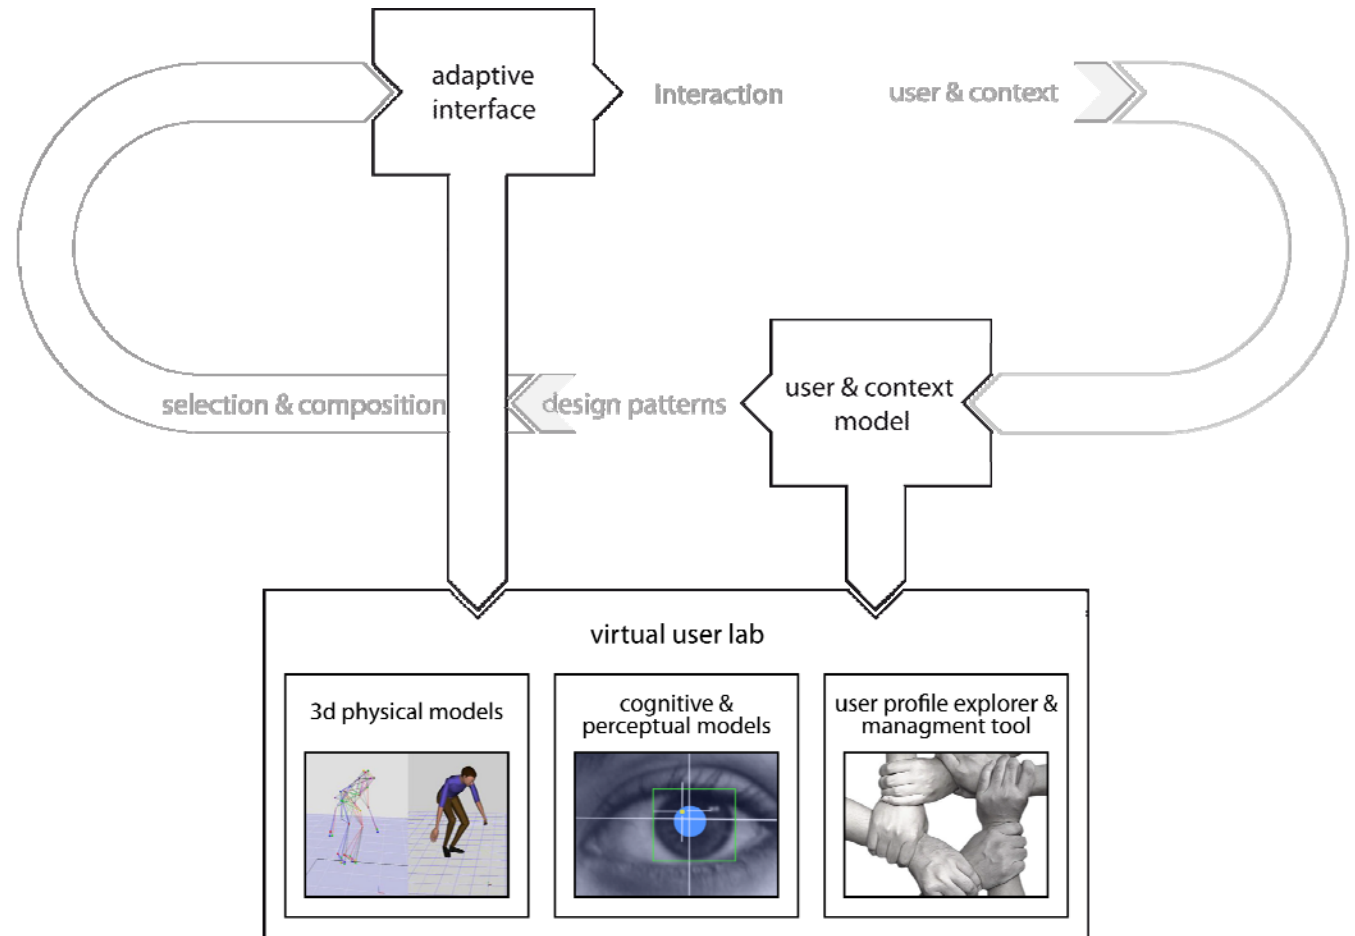 adaptive
interface
Interaction
user & context
selection & composition
design patterns
user & context
model
virtual user lab
3d physical models
cognitive &
perceptual models
user profile explorer &
managment tool